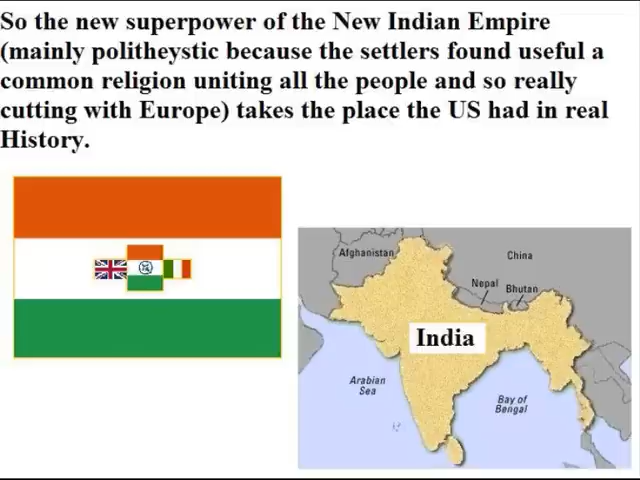 So the new superpower of the New Indian Empire
(mainly politheystic because the settlers found useful a
common religion uniting all the people and so really
cutting with Europe) takes the place the US had in real
History.
Afghanistan
China
Nepal
Bhutan
India
Arabian
Sea
Bay of
Bengal